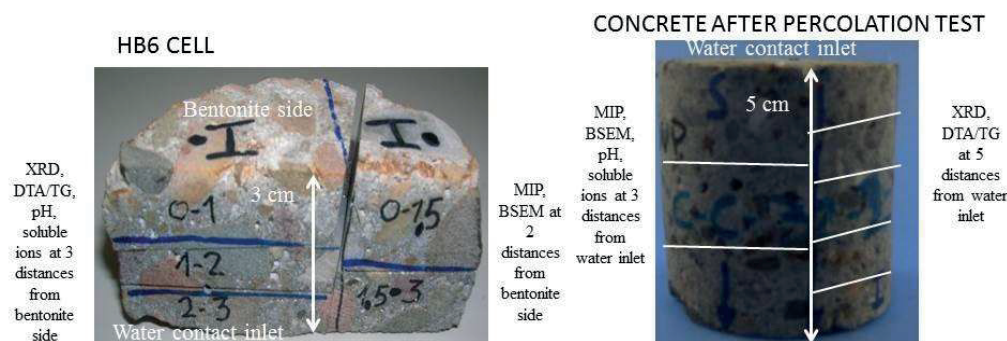 HB6 CELL
Bentonite side
I
I
3 cm
0-1
0-1,5
1-2
2-3
1,5-3
Water contact inlet
XRD,
DTA/TG,
pH,
soluble
ions at 3
distances
from
bentonite
side
MIP,
BSEM at
2
distances
from
bentonite
side
CONCRETE AFTER PERCOLATION TEST
Water contact inlet
5 cm
S
MIP,
BSEM,
pH,
soluble
ions at 3
distances
from
water inlet
XRD,
DTA/TG
at 5
distances
from water
inlet